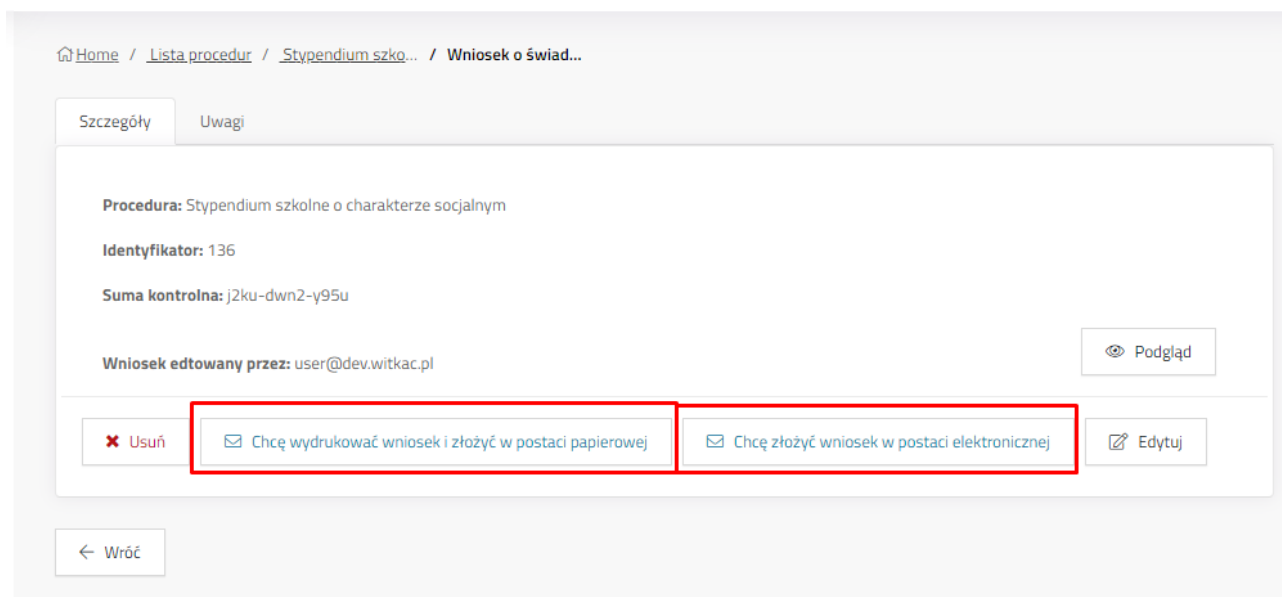 Home / Lista procedur / Stypendium szko... / Wniosek o świad...
Szczegóły Uwagi
Procedura: Stypendium szkolne o charakterze socjalnym
Identyfikator: 136
Suma kontrolna: j2ku-dwn2-y95u
Podgląd
Wniosek edtowany przez: user@dev.witkac.pl
Usuń Chcę wydrukować wniosek i złożyć w postaci papierowej Chcę złożyć wniosek w postaci elektronicznej Edytuj
Wróć